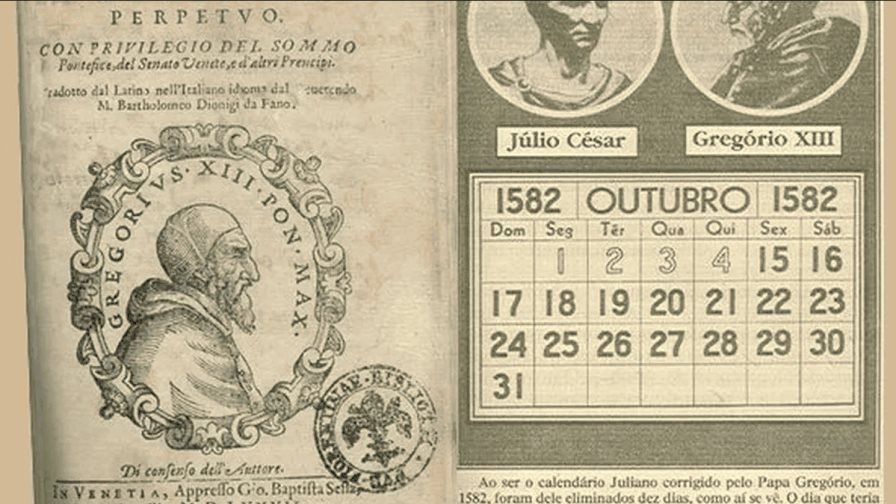 PERPETVO.
CON PRIVILEGIO DEL SOMMO
Pontefice, del Senato Veneto, e d'altri Prencipi.
dal Latino nell'Italiano idioma dal
M. Bartholomeo Dionigi da Fano.
GREGORIVS · XIII · PON · MAX.
Di consenso dell'Auttore.
IN VENETIA, Appresso Gio. Baptista Sessa,
Júlio César
Gregório XIII
1582 OUTUBRO 1582
Dom Seg Têr Qua Qui Sex Sáb
1 2 3 4 15 16
17 18 19 20 21 22 23
24 25 26 27 28 29 30
31
Ao ser o calendário Juliano corrigido pelo Papa Gregório, em
1582, foram dele eliminados dez dias, como aí se vê. O dia que teria